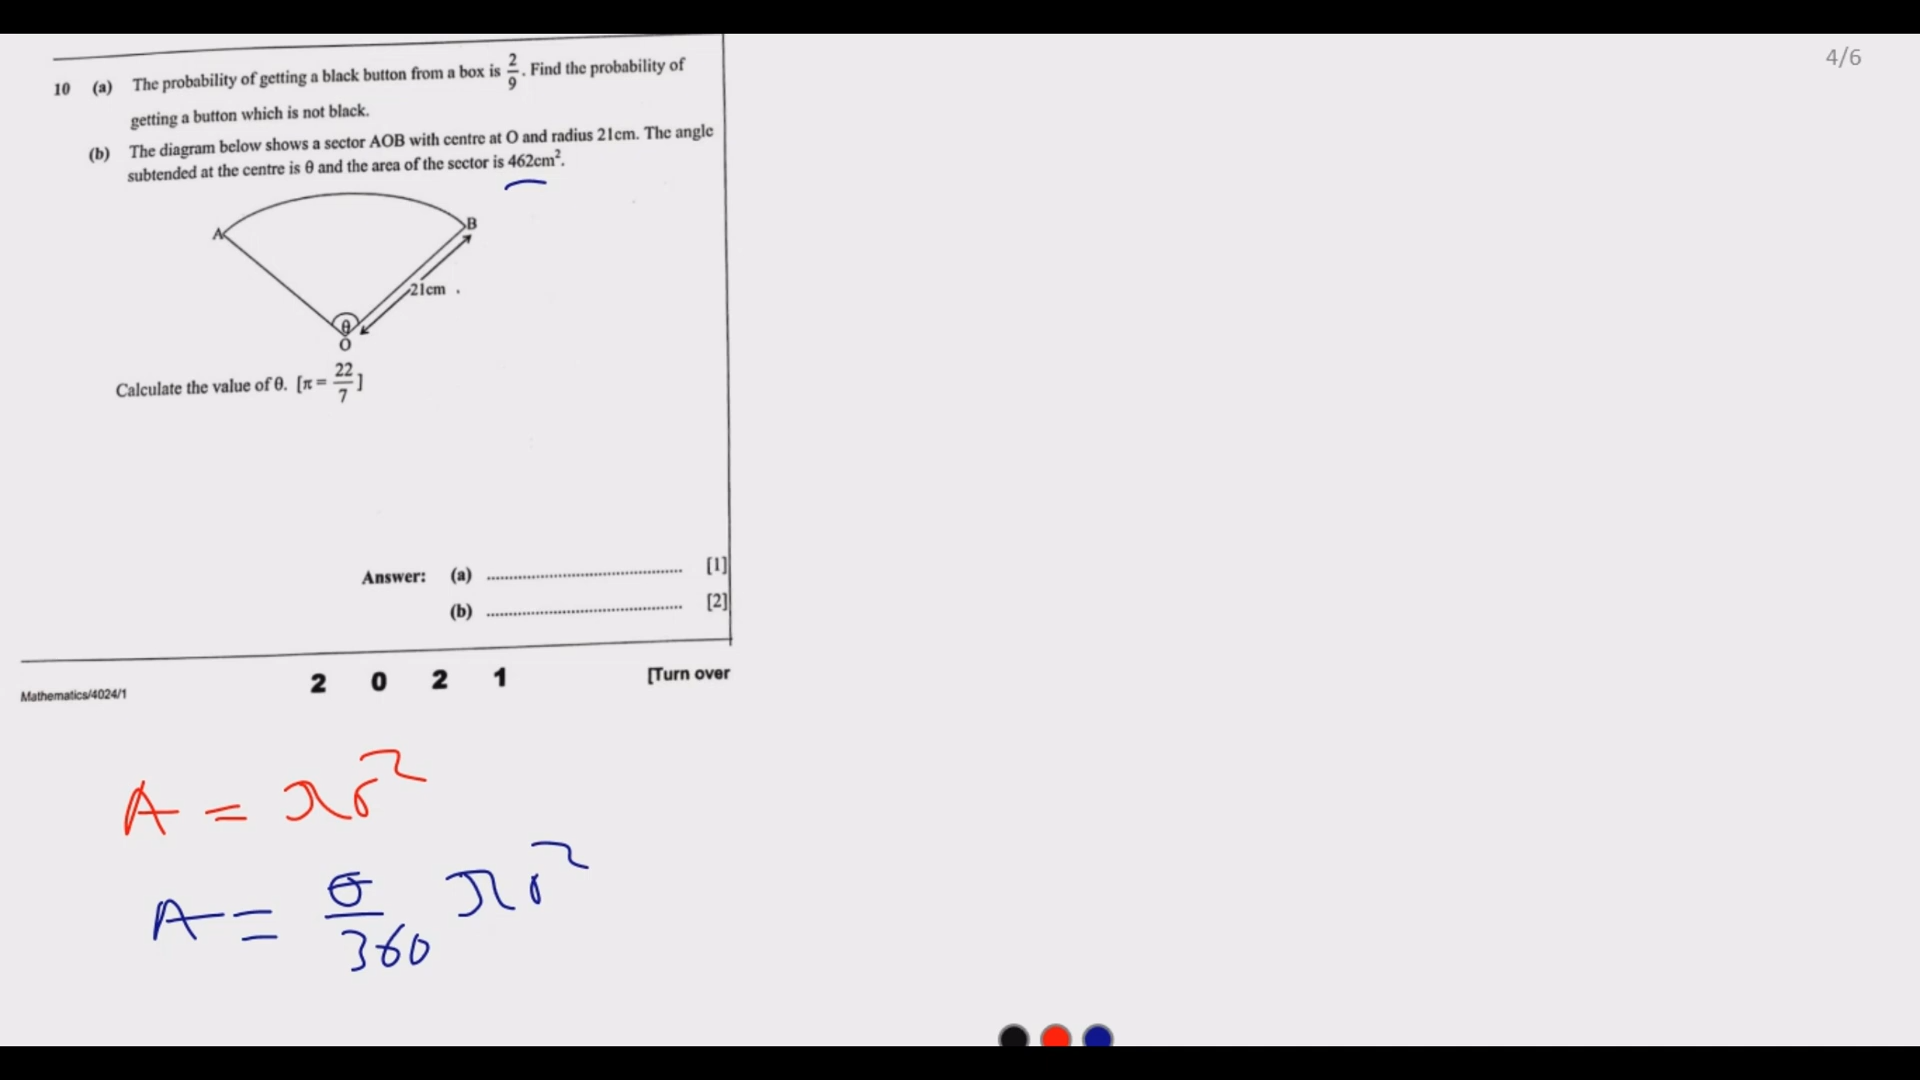 4/6
10 (a) The probability of getting a black button from a box is 2/9. Find the probability of
getting a button which is not black.
(b) The diagram below shows a sector AOB with centre at O and radius 21cm. The angle
subtended at the centre is θ and the area of the sector is 462cm².
A
B
21cm
θ
O
Calculate the value of θ. [π = 22/7]
Answer: (a) ............................................ [1]
(b) ............................................ [2]
2 0 2 1
[Turn over
Mathematics/4024/1
A = πr²
A = θ/360 πr²